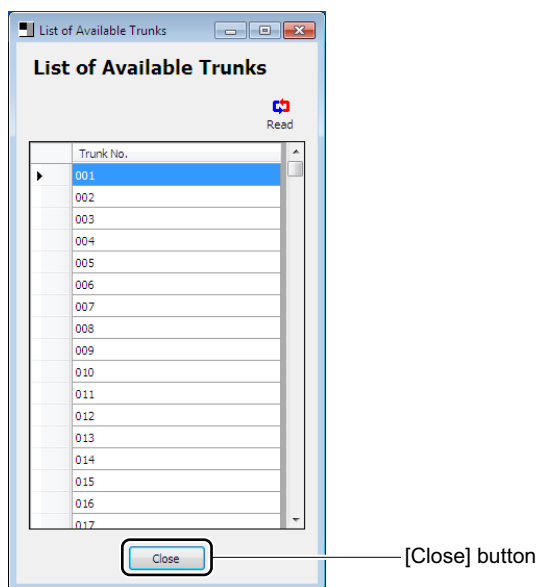 List of Available Trunks
List of Available Trunks
Read
Trunk No.
001
002
003
004
005
006
007
008
009
010
011
012
013
014
015
016
017
Close
[Close] button